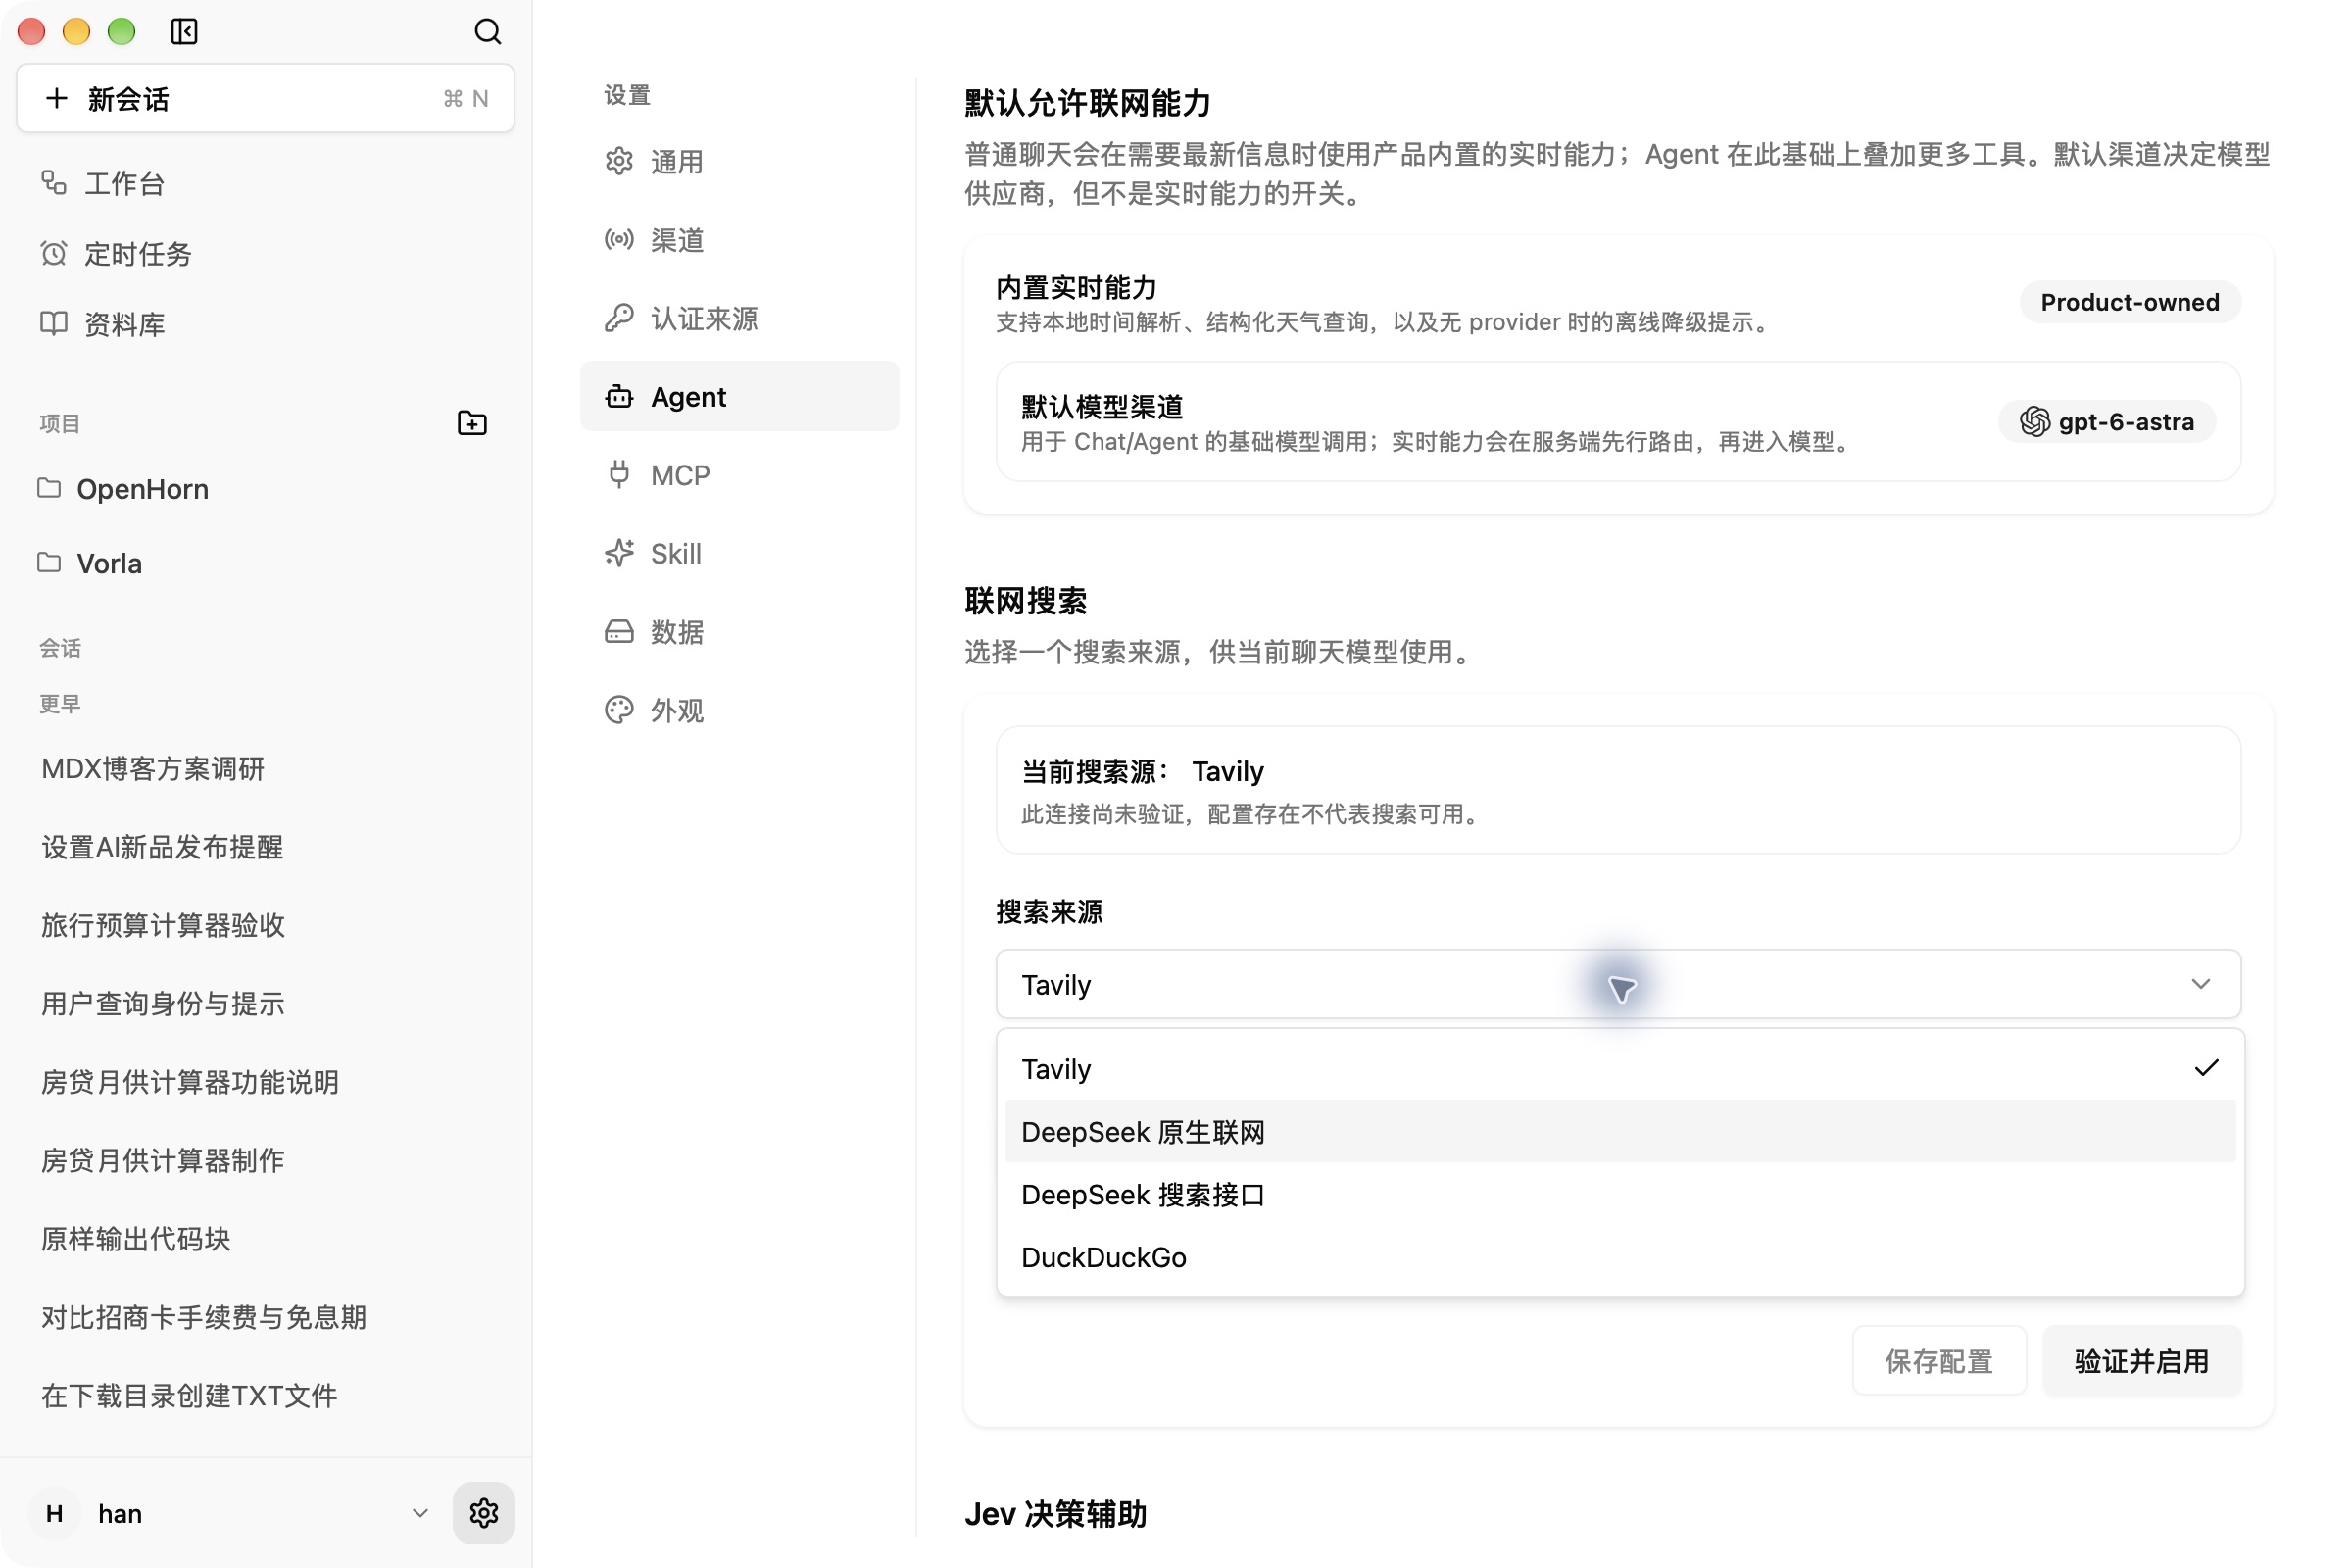 新会话
⌘ N
工作台
定时任务
资料库
项目
OpenHorn
Vorla
会话
更早
MDX博客方案调研
设置AI新品发布提醒
旅行预算计算器验收
用户查询身份与提示
房贷月供计算器功能说明
房贷月供计算器制作
原样输出代码块
对比招商卡手续费与免息期
在下载目录创建TXT文件
H han
设置
通用
渠道
认证来源
Agent
MCP
Skill
数据
外观
默认允许联网能力
普通聊天会在需要最新信息时使用产品内置的实时能力；Agent 在此基础上叠加更多工具。默认渠道决定模型
供应商，但不是实时能力的开关。
内置实时能力
支持本地时间解析、结构化天气查询，以及无 provider 时的离线降级提示。
Product-owned
默认模型渠道
用于 Chat/Agent 的基础模型调用；实时能力会在服务端先行路由，再进入模型。
gpt-6-astra
联网搜索
选择一个搜索来源，供当前聊天模型使用。
当前搜索源： Tavily
此连接尚未验证，配置存在不代表搜索可用。
搜索来源
Tavily
Tavily
DeepSeek 原生联网
DeepSeek 搜索接口
DuckDuckGo
保存配置
验证并启用
Jev 决策辅助